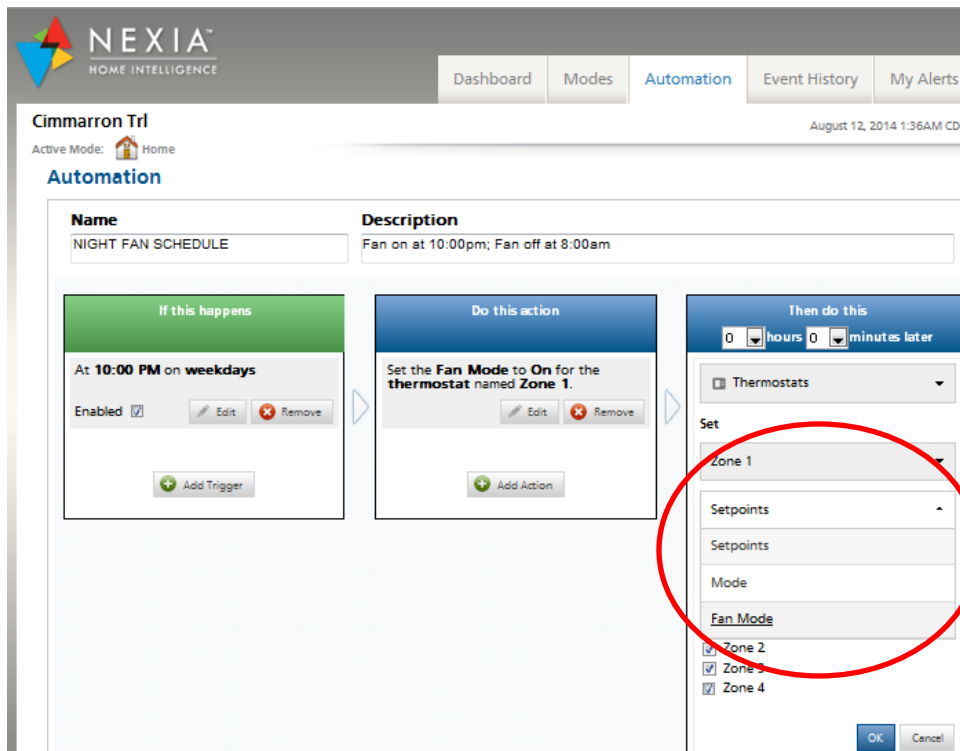 NEXIA™
HOME INTELLIGENCE
Dashboard
Modes
Automation
Event History
My Alerts
Cimmarron Trl
August 12, 2014 1:36AM CD
Active Mode: Home
Automation
Name
Description
NIGHT FAN SCHEDULE
Fan on at 10:00pm; Fan off at 8:00am
If this happens
At 10:00 PM on weekdays
Enabled
Edit
Remove
Add Trigger
Do this action
Set the Fan Mode to On for the
thermostat named Zone 1.
Edit
Remove
Add Action
Then do this
0 hours 0 minutes later
Thermostats
Set
Zone 1
Setpoints
Setpoints
Mode
Fan Mode
Zone 2
Zone 3
Zone 4
OK
Cancel